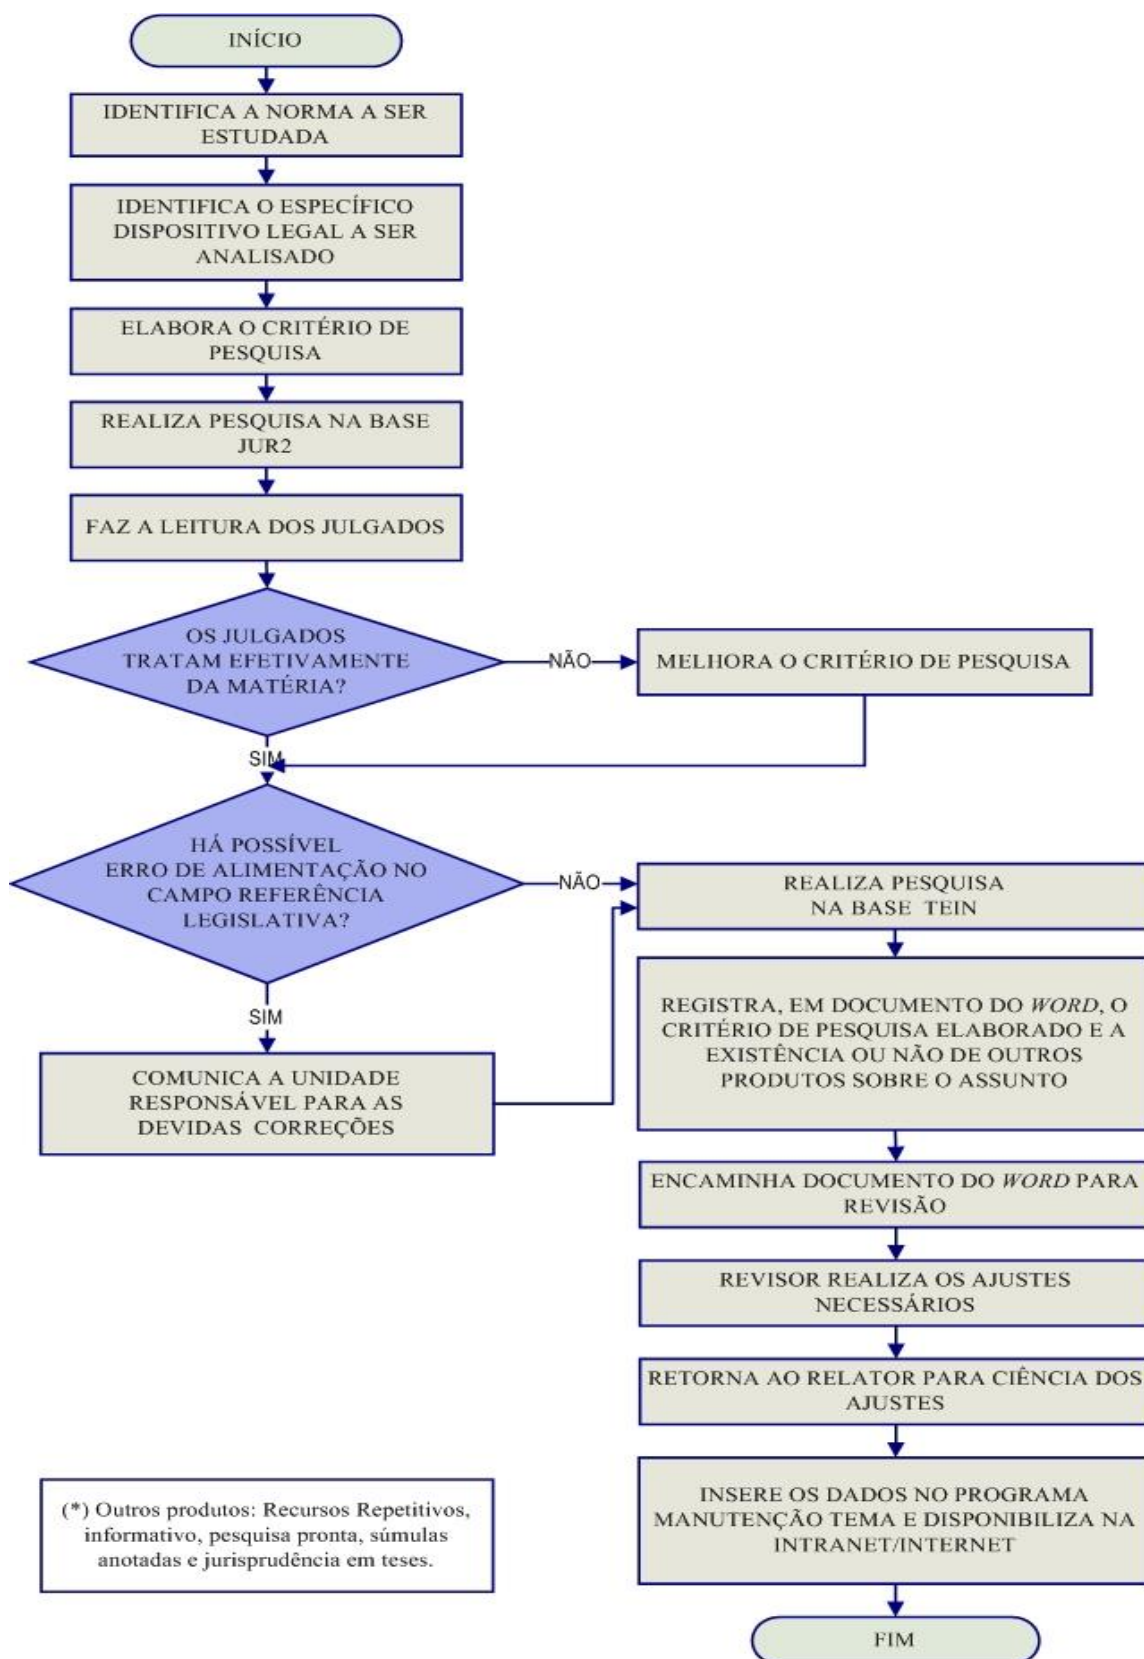 INÍCIO
IDENTIFICA A NORMA A SER
ESTUDADA
IDENTIFICA O ESPECÍFICO
DISPOSITIVO LEGAL A SER
ANALISADO
ELABORA O CRITÉRIO DE
PESQUISA
REALIZA PESQUISA NA BASE
JUR2
FAZ A LEITURA DOS JULGADOS
OS JULGADOS
TRATAM EFETIVAMENTE
DA MATÉRIA?
NÃO
MELHORA O CRITÉRIO DE PESQUISA
SIM
HÁ POSSÍVEL
ERRO DE ALIMENTAÇÃO NO
CAMPO REFERÊNCIA
LEGISLATIVA?
NÃO
REALIZA PESQUISA
NA BASE TEIN
SIM
COMUNICA A UNIDADE
RESPONSÁVEL PARA AS
DEVIDAS CORREÇÕES
REGISTRA, EM DOCUMENTO DO WORD, O
CRITÉRIO DE PESQUISA ELABORADO E A
EXISTÊNCIA OU NÃO DE OUTROS
PRODUTOS SOBRE O ASSUNTO
ENCAMINHA DOCUMENTO DO WORD PARA
REVISÃO
REVISOR REALIZA OS AJUSTES
NECESSÁRIOS
RETORNA AO RELATOR PARA CIÊNCIA DOS
AJUSTES
INSERE OS DADOS NO PROGRAMA
MANUTENÇÃO TEMA E DISPONIBILIZA NA
INTRANET/INTERNET
FIM
(*) Outros produtos: Recursos Repetitivos,
informativo, pesquisa pronta, súmulas
anotadas e jurisprudência em teses.